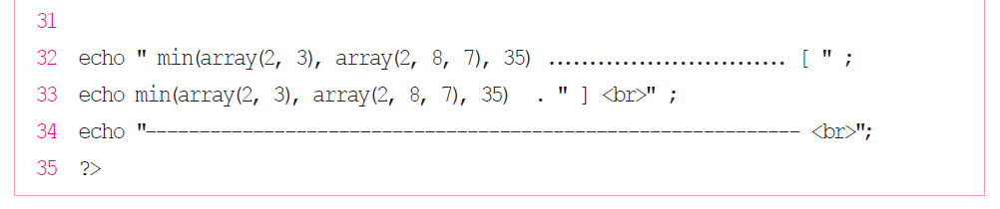 31
32 echo " min(array(2, 3), array(2, 8, 7), 35) ............................. [ " ;
33 echo min(array(2, 3), array(2, 8, 7), 35) . " ] <br>" ;
34 echo "------------------------------------------------------------- <br>";
35 ?>